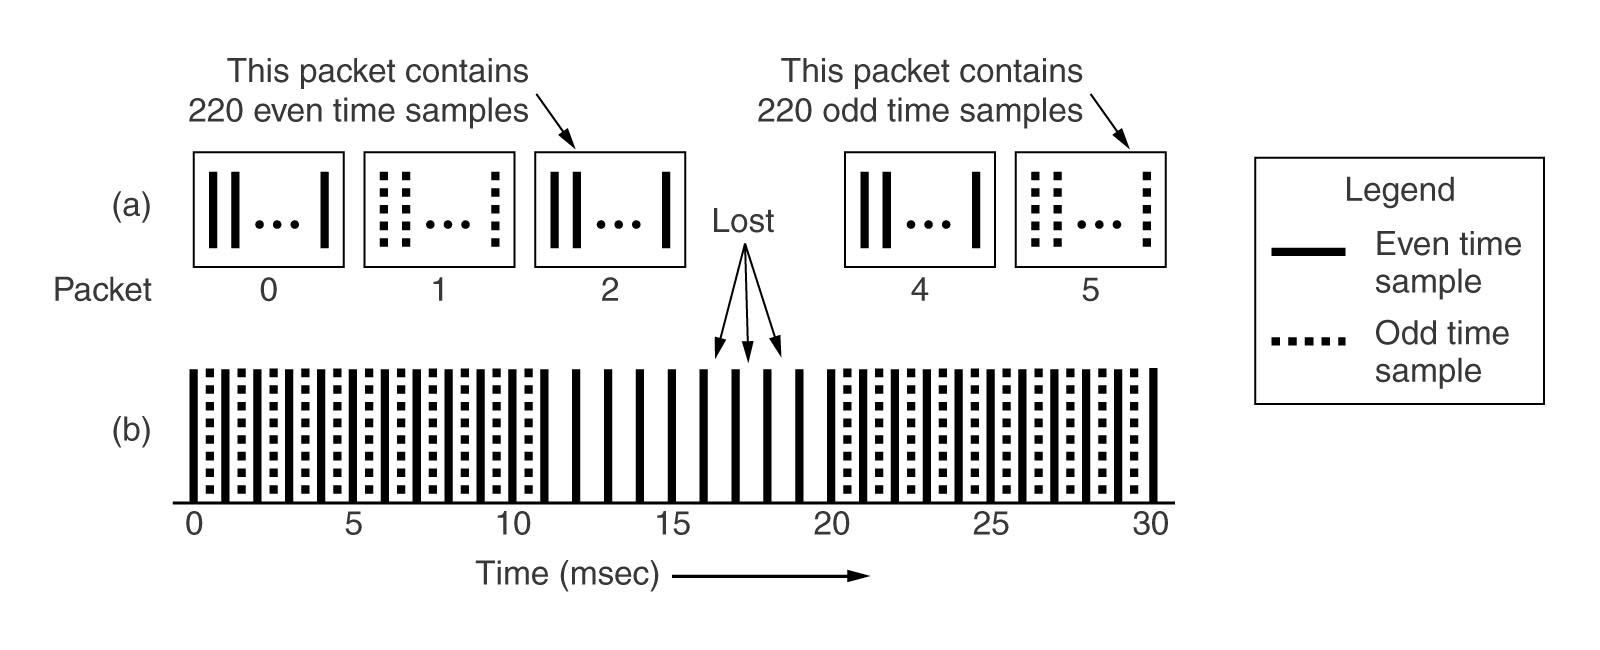 This packet contains
220 even time samples
This packet contains
220 odd time samples
(a)
Lost
Packet 0 1 2 4 5
Legend
Even time
sample
Odd time
sample
(b)
0 5 10 15 20 25 30
Time (msec)